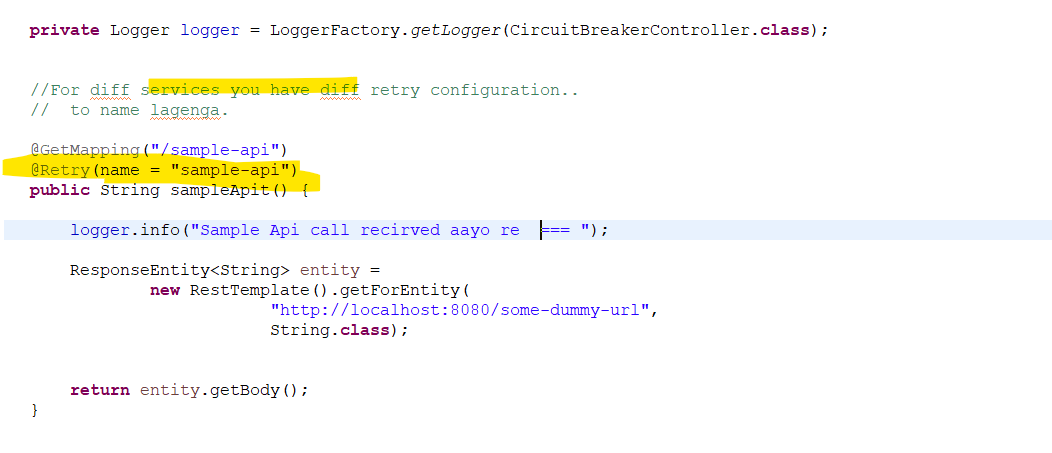 private Logger logger = LoggerFactory.getLogger(CircuitBreakerController.class);
//For diff services you have diff retry configuration..
//  to name lagenga.
@GetMapping("/sample-api")
@Retry(name = "sample-api")
public String sampleApit() {
logger.info("Sample Api call recirved aayo re  === ");
ResponseEntity<String> entity =
new RestTemplate().getForEntity(
"http://localhost:8080/some-dummy-url",
String.class);
return entity.getBody();
}